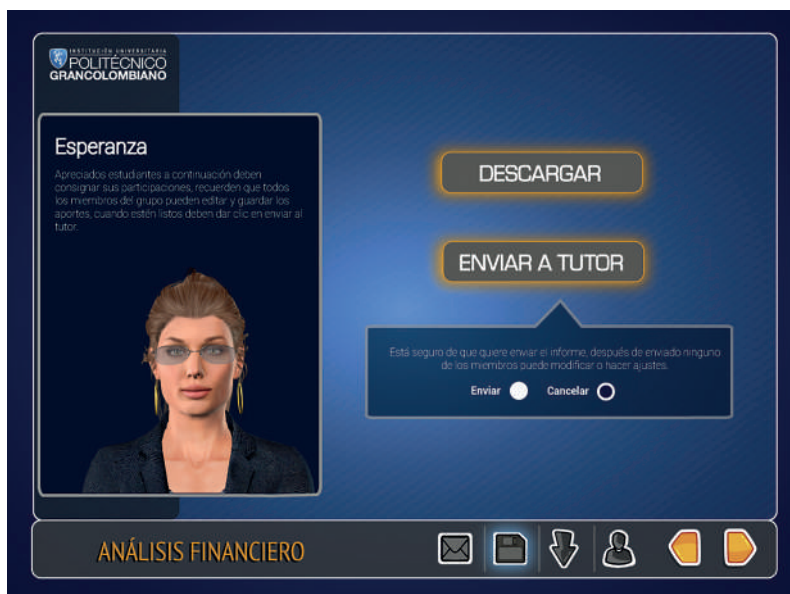 INSTITUCIÓN UNIVERSITARIA
POLITÉCNICO
GRANCOLOMBIANO
Esperanza
Apreciados estudiantes a continuación deben
consignar sus participaciones, recuerden que todos
los miembros del grupo pueden editar y guardar los
aportes, cuando estén listos deben dar clic en enviar al
tutor.
DESCARGAR
ENVIAR A TUTOR
Está seguro de que quiere enviar el informe, después de enviado ninguno
de los miembros puede modificar o hacer ajustes.
Enviar Cancelar
ANÁLISIS FINANCIERO